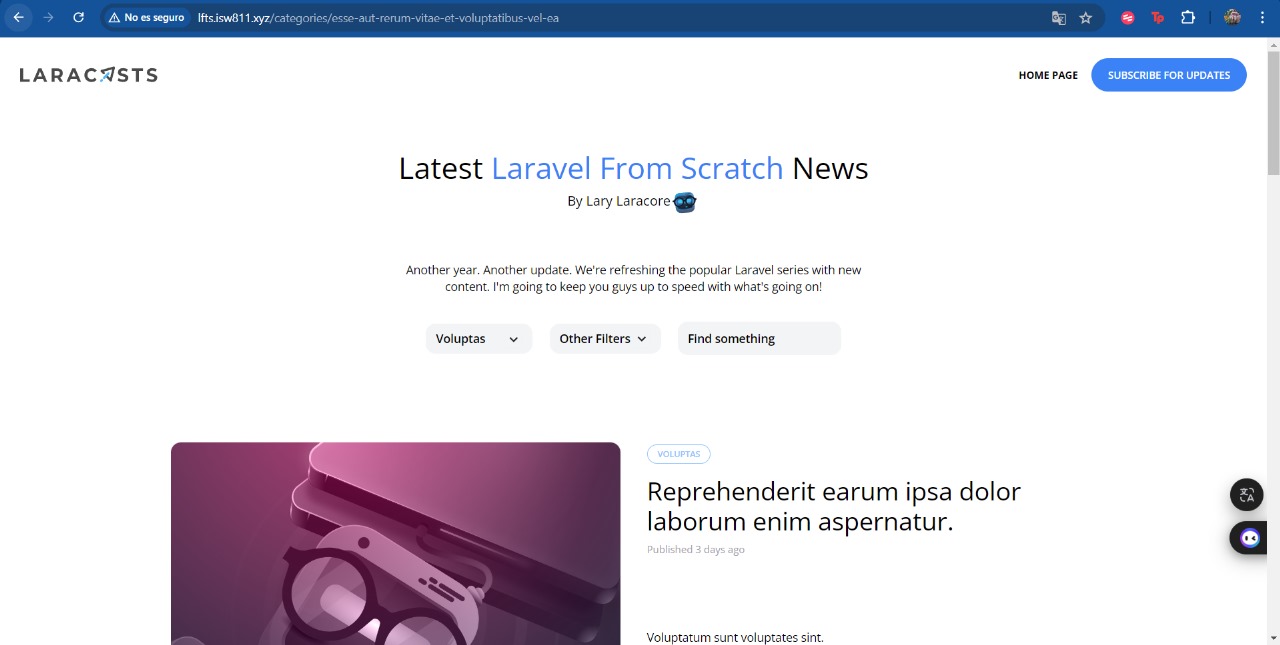 No es seguro lfts.isw811.xyz/categories/esse-aut-rerum-vitae-et-voluptatibus-vel-ea
LARACASTS
HOME PAGE
SUBSCRIBE FOR UPDATES
Latest Laravel From Scratch News
By Lary Laracore
Another year. Another update. We're refreshing the popular Laravel series with new
content. I'm going to keep you guys up to speed with what's going on!
Voluptas
Other Filters
Find something
VOLUPTAS
Reprehenderit earum ipsa dolor
laborum enim aspernatur.
Published 3 days ago
Voluptatum sunt voluptates sint.